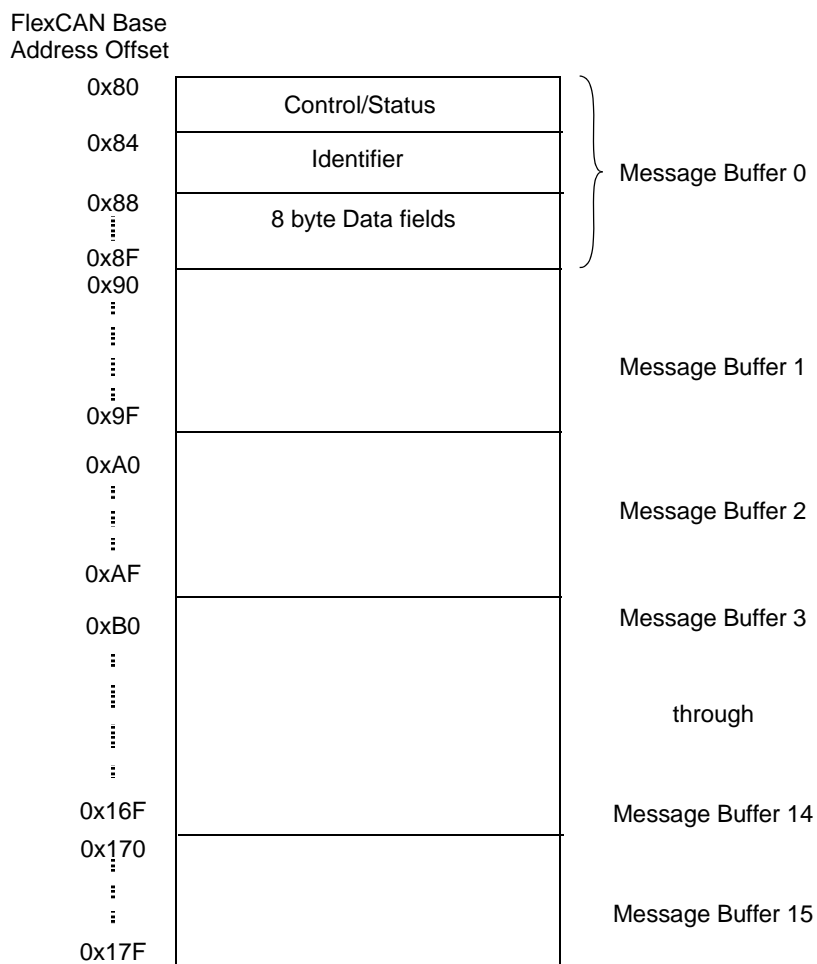 FlexCAN Base
Address Offset
0x80
Control/Status
0x84
Identifier
Message Buffer 0
0x88
8 byte Data fields
0x8F
0x90
Message Buffer 1
0x9F
0xA0
Message Buffer 2
0xAF
0xB0
Message Buffer 3
through
0x16F
Message Buffer 14
0x170
Message Buffer 15
0x17F